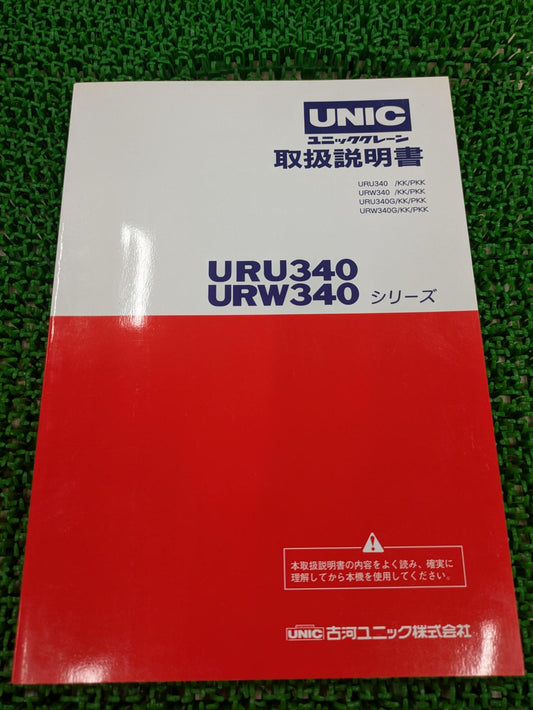 UNIC
ユニッククレーン
取扱説明書
URU340 /KK/PKK
URW340 /KK/PKK
URU340G/KK/PKK
URW340G/KK/PKK
URU340
URW340 シリーズ
本取扱説明書の内容をよく読み、確実に
理解してから本機を使用してください。
UNIC 古河ユニック株式会社